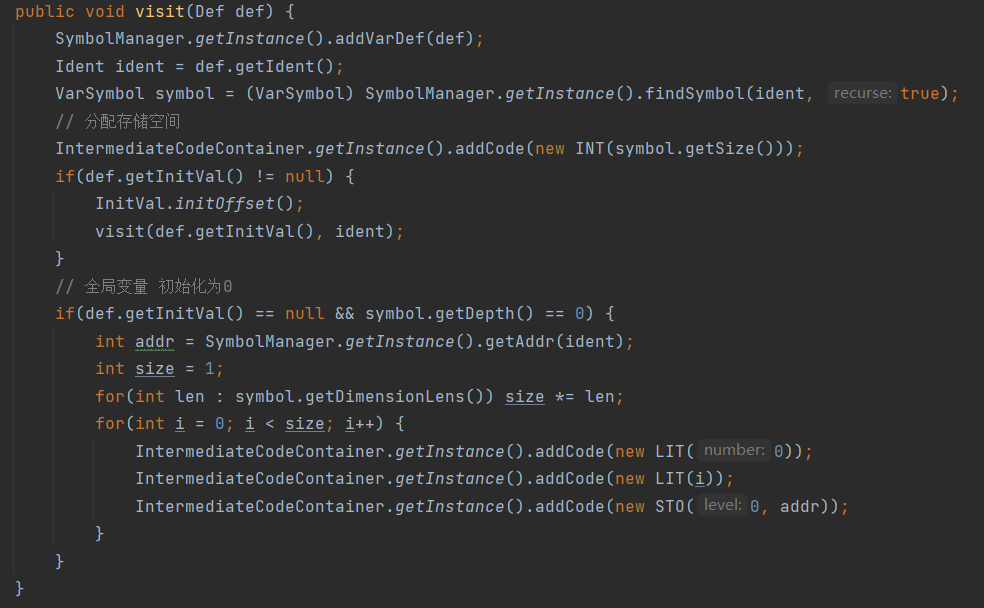 public void visit(Def def) {
    SymbolManager.getInstance().addVarDef(def);
    Ident ident = def.getIdent();
    VarSymbol symbol = (VarSymbol) SymbolManager.getInstance().findSymbol(ident, recurse: true);
    // 分配存储空间
    IntermediateCodeContainer.getInstance().addCode(new INT(symbol.getSize()));
    if(def.getInitVal() != null) {
        InitVal.initOffset();
        visit(def.getInitVal(), ident);
    }
    // 全局变量 初始化为0
    if(def.getInitVal() == null && symbol.getDepth() == 0) {
        int addr = SymbolManager.getInstance().getAddr(ident);
        int size = 1;
        for(int len : symbol.getDimensionLens()) size *= len;
        for(int i = 0; i < size; i++) {
            IntermediateCodeContainer.getInstance().addCode(new LIT( number: 0));
            IntermediateCodeContainer.getInstance().addCode(new LIT(i));
            IntermediateCodeContainer.getInstance().addCode(new STO( level: 0, addr));
        }
    }
}